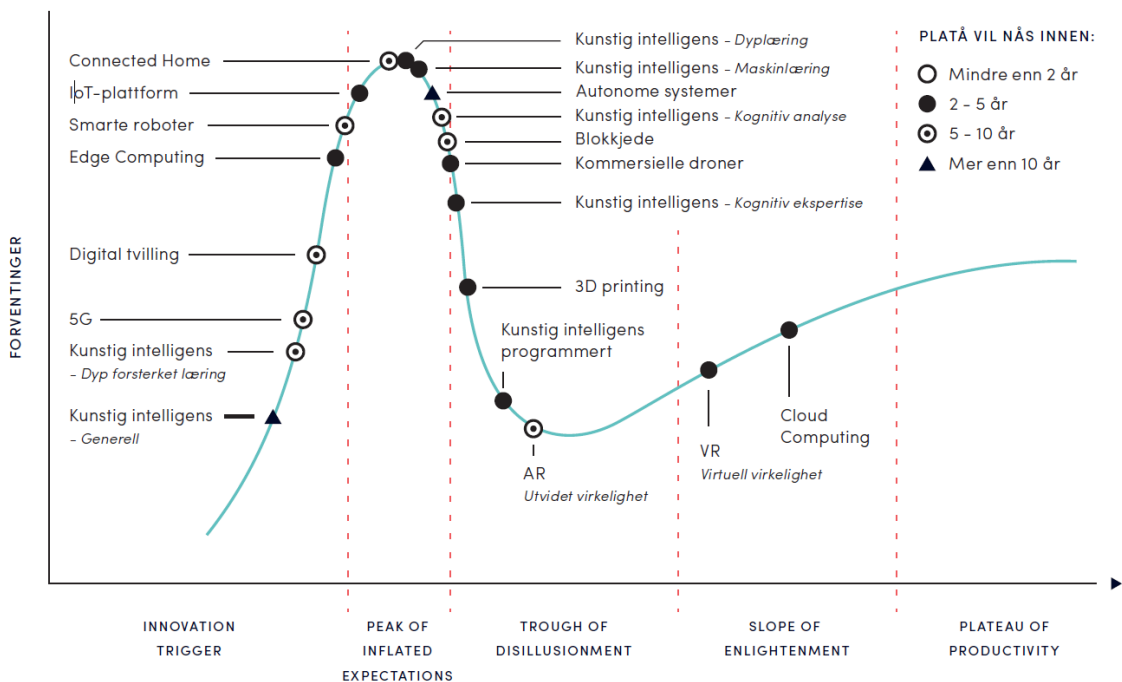 Connected Home
IoT-plattform
Smarte roboter
Edge Computing
Digital tvilling
5G
Kunstig intelligens
- Dyp forsterket læring
Kunstig intelligens
- Generell
Kunstig intelligens - Dyplæring
Kunstig intelligens - Maskinlæring
Autonome systemer
Kunstig intelligens - Kognitiv analyse
Blokkjede
Kommersielle droner
Kunstig intelligens - Kognitiv ekspertise
3D printing
Kunstig intelligens
programmert
AR
Utvidet virkelighet
VR
Virtuell virkelighet
Cloud
Computing
PLATÅ VIL NÅS INNEN:
Mindre enn 2 år
2 - 5 år
5 - 10 år
Mer enn 10 år
FORVENTINGER
INNOVATION
TRIGGER
PEAK OF
INFLATED
EXPECTATIONS
TROUGH OF
DISILLUSIONMENT
SLOPE OF
ENLIGHTENMENT
PLATEAU OF
PRODUCTIVITY